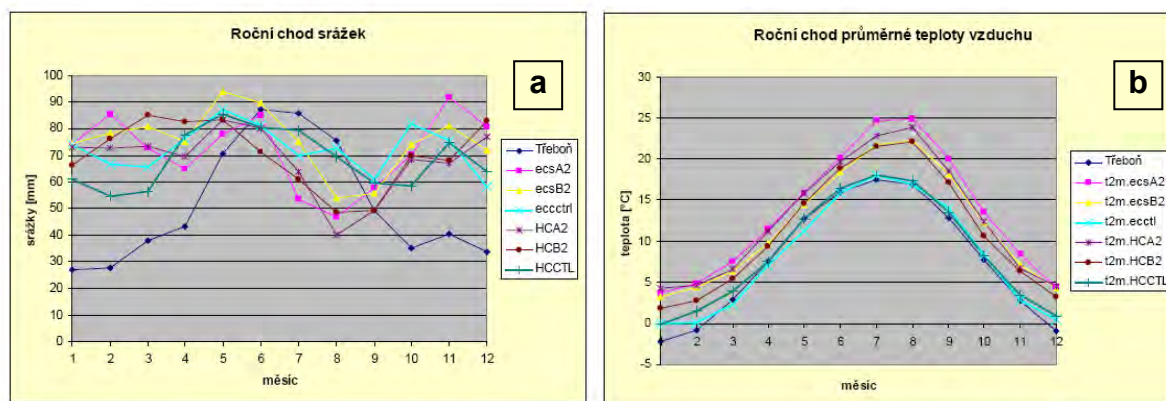 Roční chod srážek
a
srážky [mm]
100
90
80
70
60
50
40
30
20
10
0
1 2 3 4 5 6 7 8 9 10 11 12
měsíc
Třeboň
ecsA2
ecsB2
eccctrl
HCA2
HCB2
HCCTL
Roční chod průměrné teploty vzduchu
b
teplota [°C]
30
25
20
15
10
5
0
-5
1 2 3 4 5 6 7 8 9 10 11 12
měsíc
Třeboň
t2m.ecsA2
t2m.ecsB2
t2m.ecctl
t2m.HCA2
t2m.HCB2
t2m.HCCTL